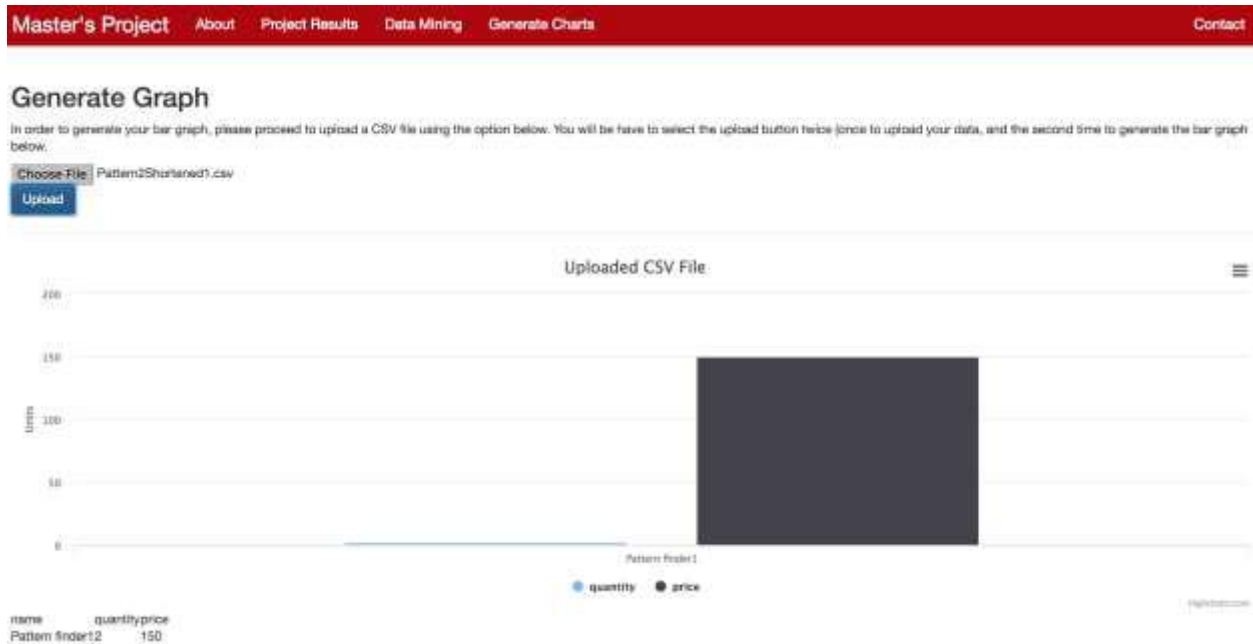 Master's Project About Project Results Data Mining Generate Charts Contact
Generate Graph
In order to generate your bar graph, please proceed to upload a CSV file using the option below. You will be have to select the upload button twice (once to upload your data, and the second time to generate the bar graph
below.
Choose File Pattern2Shortened1.csv
Upload
Uploaded CSV File
200
150
100
50
0
Units
Pattern finder1
quantity price
Highcharts.com
name quantityprice
Pattern finder12 150